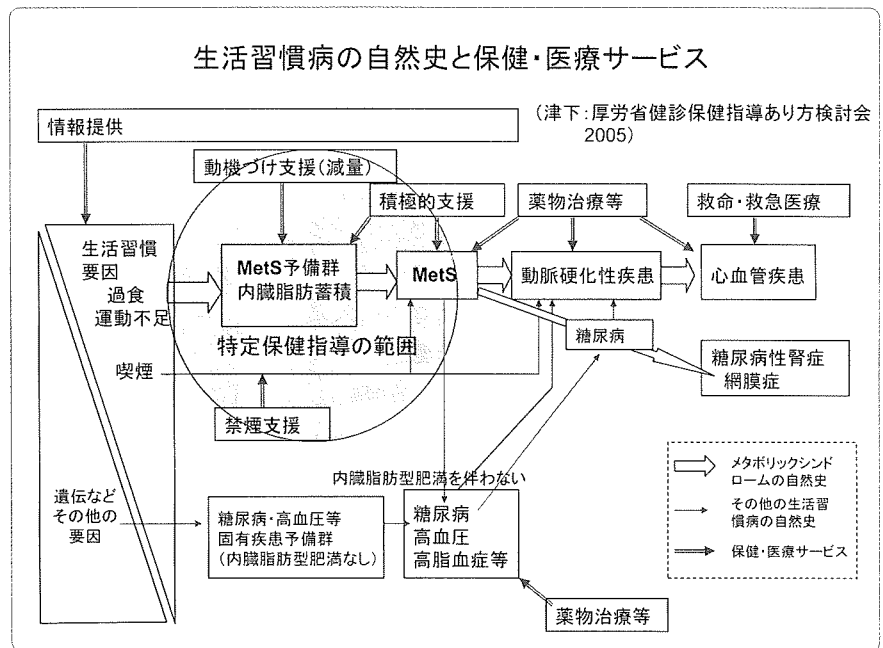 生活習慣病の自然史と保健・医療サービス
(津下:厚労省健診保健指導あり方検討会
2005)
情報提供
動機づけ支援(減量)
積極的支援
薬物治療等
救命・救急医療
生活習慣
要因
過食
運動不足
MetS予備群
内臓脂肪蓄積
MetS
動脈硬化性疾患
心血管疾患
特定保健指導の範囲
糖尿病
喫煙
糖尿病性腎症
網膜症
禁煙支援
内臓脂肪型肥満を伴わない
遺伝など
その他の
要因
糖尿病・高血圧等
固有疾患予備群
(内臓脂肪型肥満なし)
糖尿病
高血圧
高脂血症等
薬物治療等
メタボリックシンド
ロームの自然史
その他の生活習
慣病の自然史
保健・医療サービス